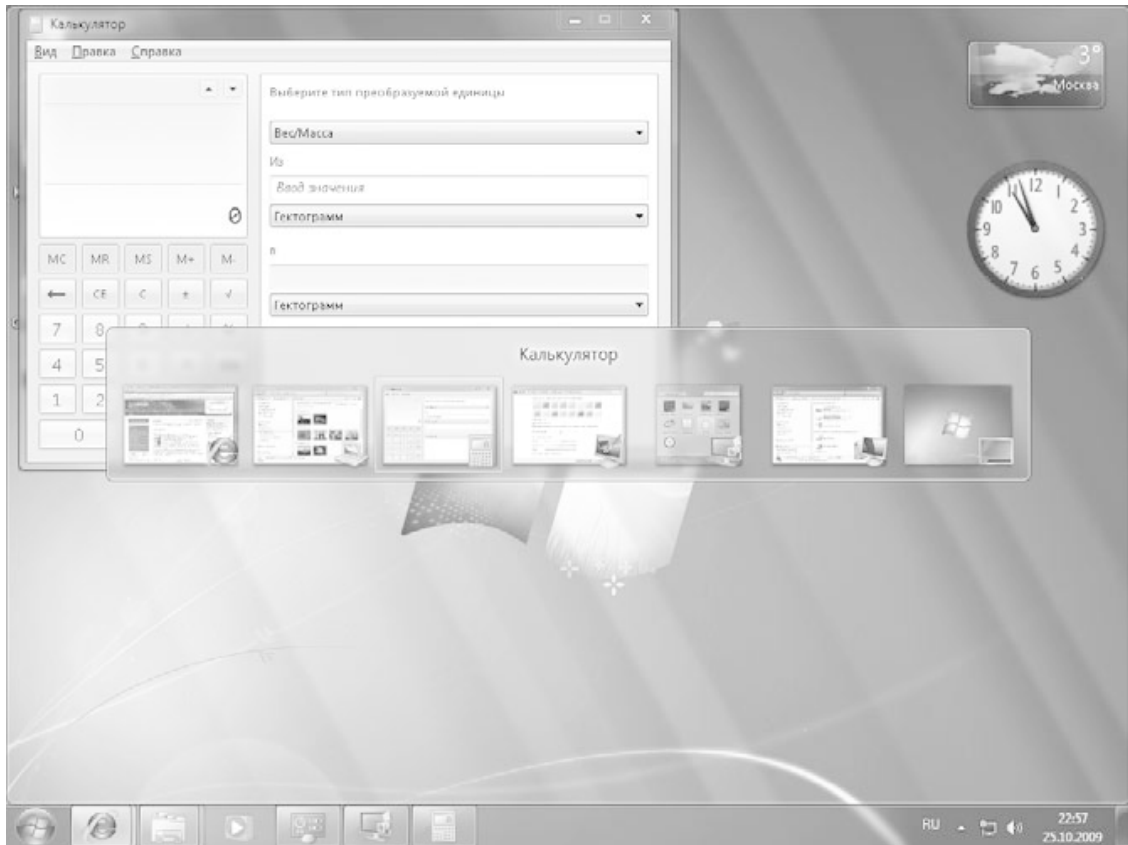 Калькулятор
Вид Правка Справка
Выберите тип преобразуемой единицы
Вес/Масса
Из
Ввод значения
0
Гектограмм
в
MC MR MS M+ M-
← CE C ± √
Гектограмм
7 8
4 5
1 2
0
Калькулятор
3°
Москва
11 12 1
10 2
9 3
8 4
7 6 5
RU
22:57
25.10.2009